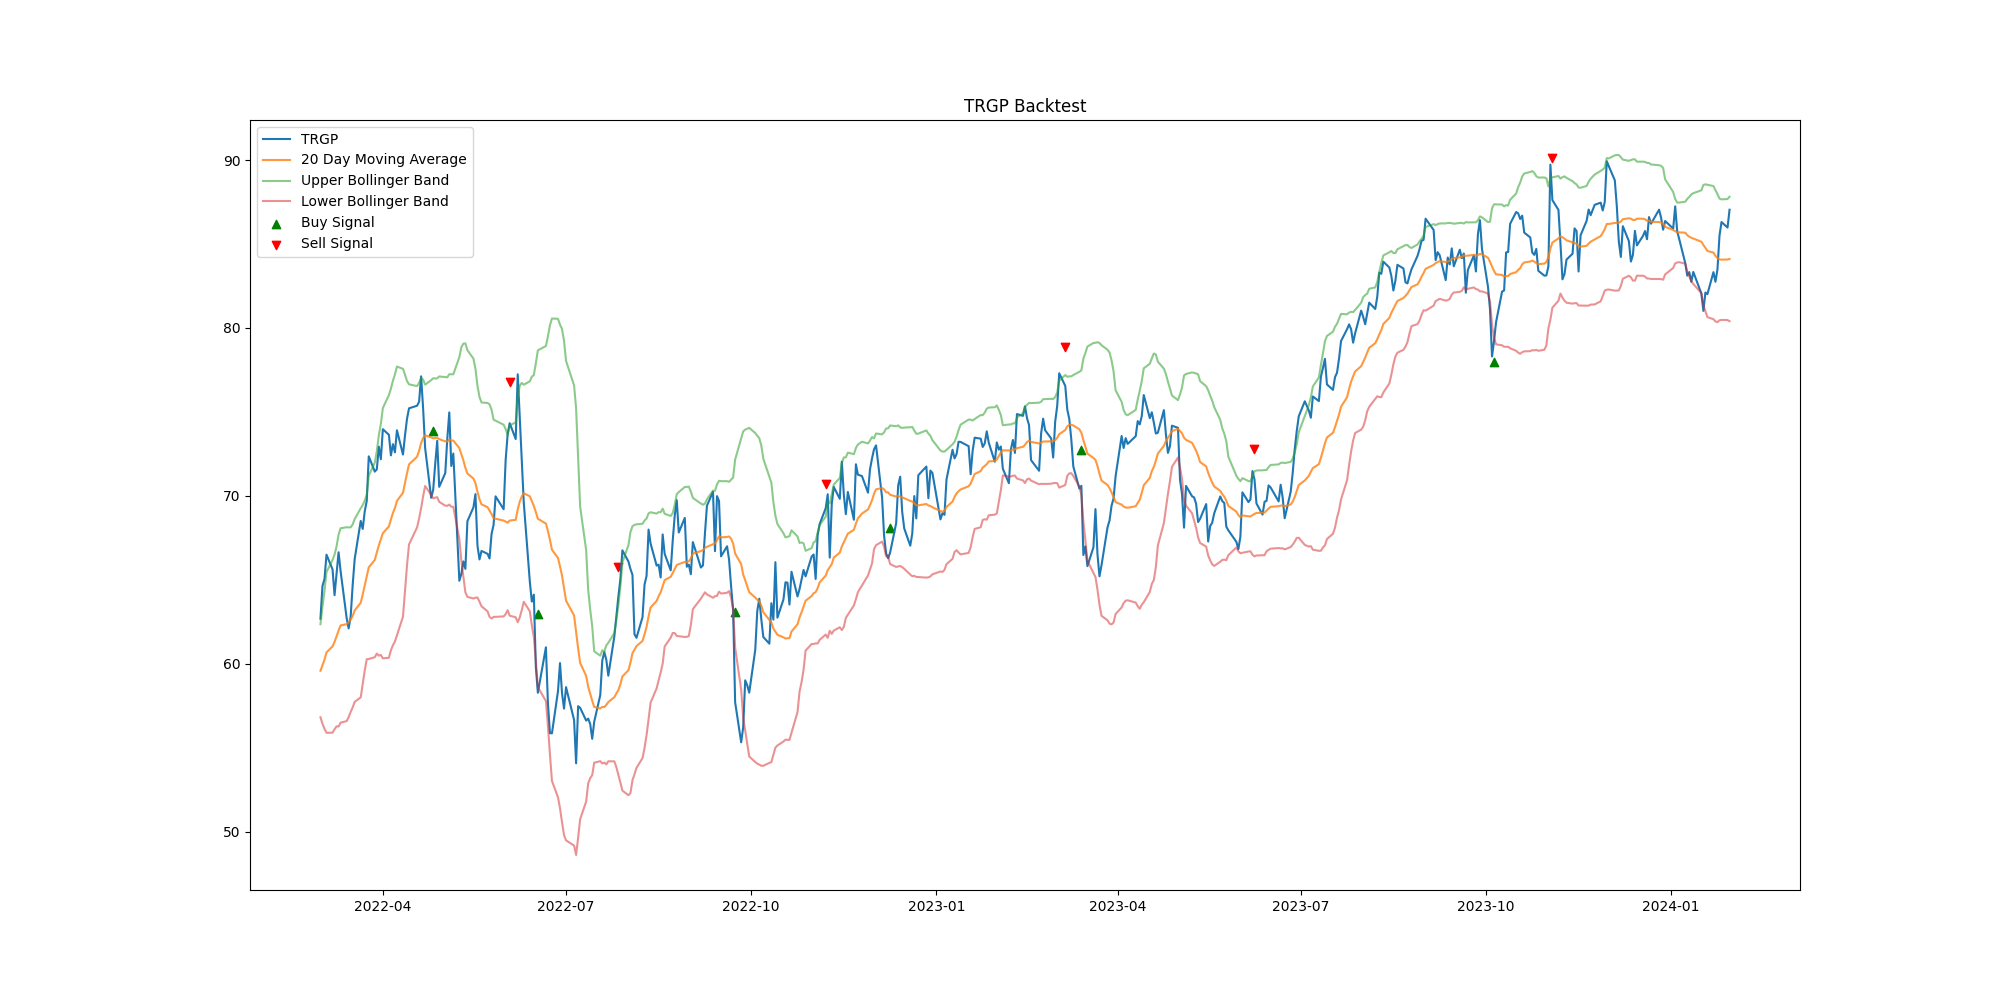 TRGP Backtest
TRGP
20 Day Moving Average
Upper Bollinger Band
Lower Bollinger Band
Buy Signal
Sell Signal
90
80
70
60
50
2022-04 2022-07 2022-10 2023-01 2023-04 2023-07 2023-10 2024-01